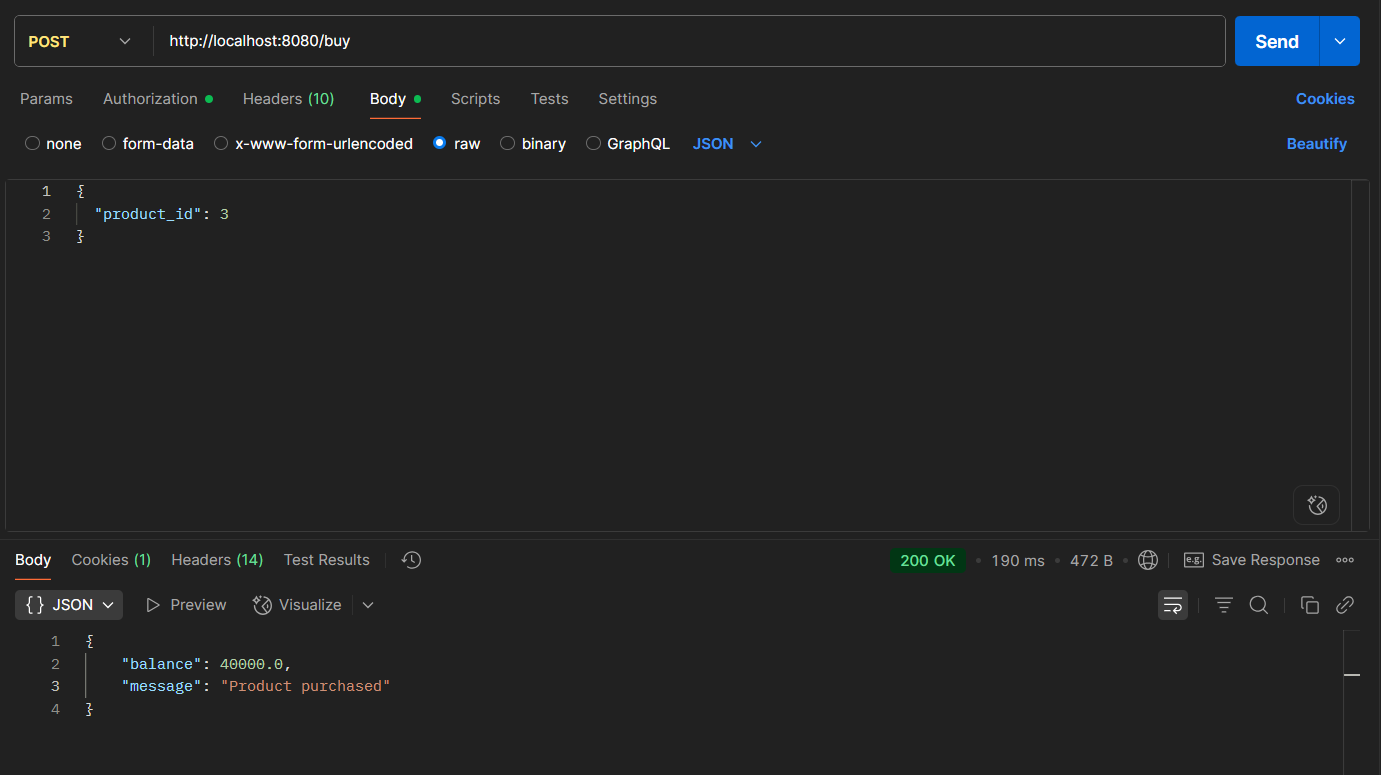 POST http://localhost:8080/buy Send
Params Authorization Headers (10) Body Scripts Tests Settings Cookies
none form-data x-www-form-urlencoded raw binary GraphQL JSON Beautify
1 {
2 "product_id": 3
3 }
Body Cookies (1) Headers (14) Test Results 200 OK • 190 ms • 472 B • e.g. Save Response
{} JSON Preview Visualize
1 {
2 "balance": 40000.0,
3 "message": "Product purchased"
4 }